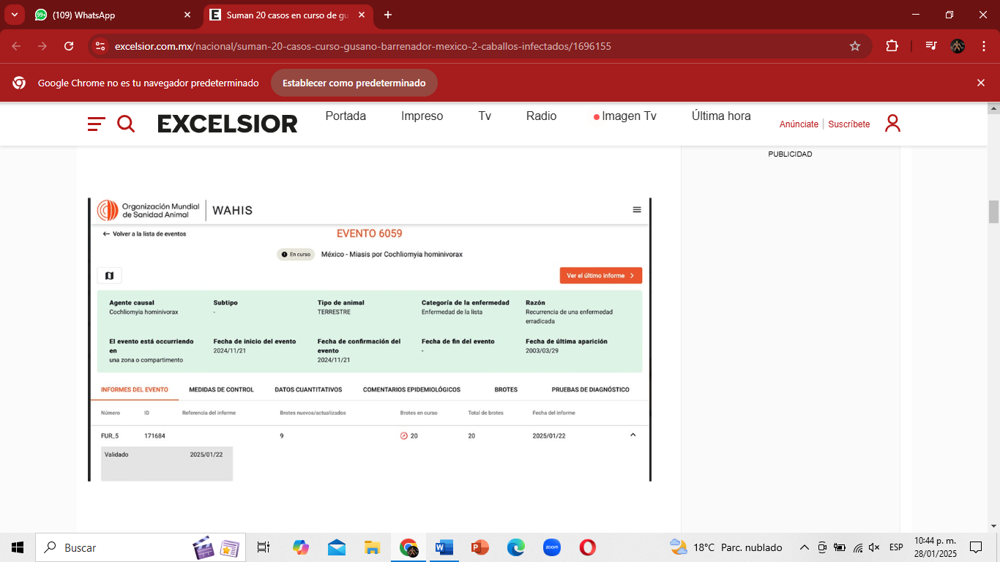 99+ (109) WhatsApp
Suman 20 casos en curso de gu
excelsior.com.mx/nacional/suman-20-casos-curso-gusano-barrenador-mexico-2-caballos-infectados/1696155
Google Chrome no es tu navegador predeterminado Establecer como predeterminado
EXCELSIOR Portada Impreso Tv Radio Imagen Tv Última hora Anúnciate Suscríbete
PUBLICIDAD
Organización Mundial
de Sanidad Animal WAHIS
Volver a la lista de eventos EVENTO 6059
En curso México - Miasis por Cochliomyia hominivorax
Ver el último informe
Agente causal Subtipo Tipo de animal Categoría de la enfermedad Razón
Cochliomyia hominivorax - TERRESTRE Enfermedad de la lista Recurrencia de una enfermedad
erradicada
El evento está occurriendo Fecha de inicio del evento Fecha de confirmación del Fecha de fin del evento Fecha de última aparición
en 2024/11/21 evento - 2003/03/29
una zona o compartimento 2024/11/21
INFORMES DEL EVENTO MEDIDAS DE CONTROL DATOS CUANTITATIVOS COMENTARIOS EPIDEMIOLÓGICOS BROTES PRUEBAS DE DIAGNÓSTICO
Número ID Referencia del informe Brotes nuevos/actualizados Brotes en curso Total de brotes Fecha del informe
FUR_5 171684 9 20 20 2025/01/22
Validado 2025/01/22
Buscar zoom 18°C Parc. nublado ESP 10:44 p. m.
28/01/2025